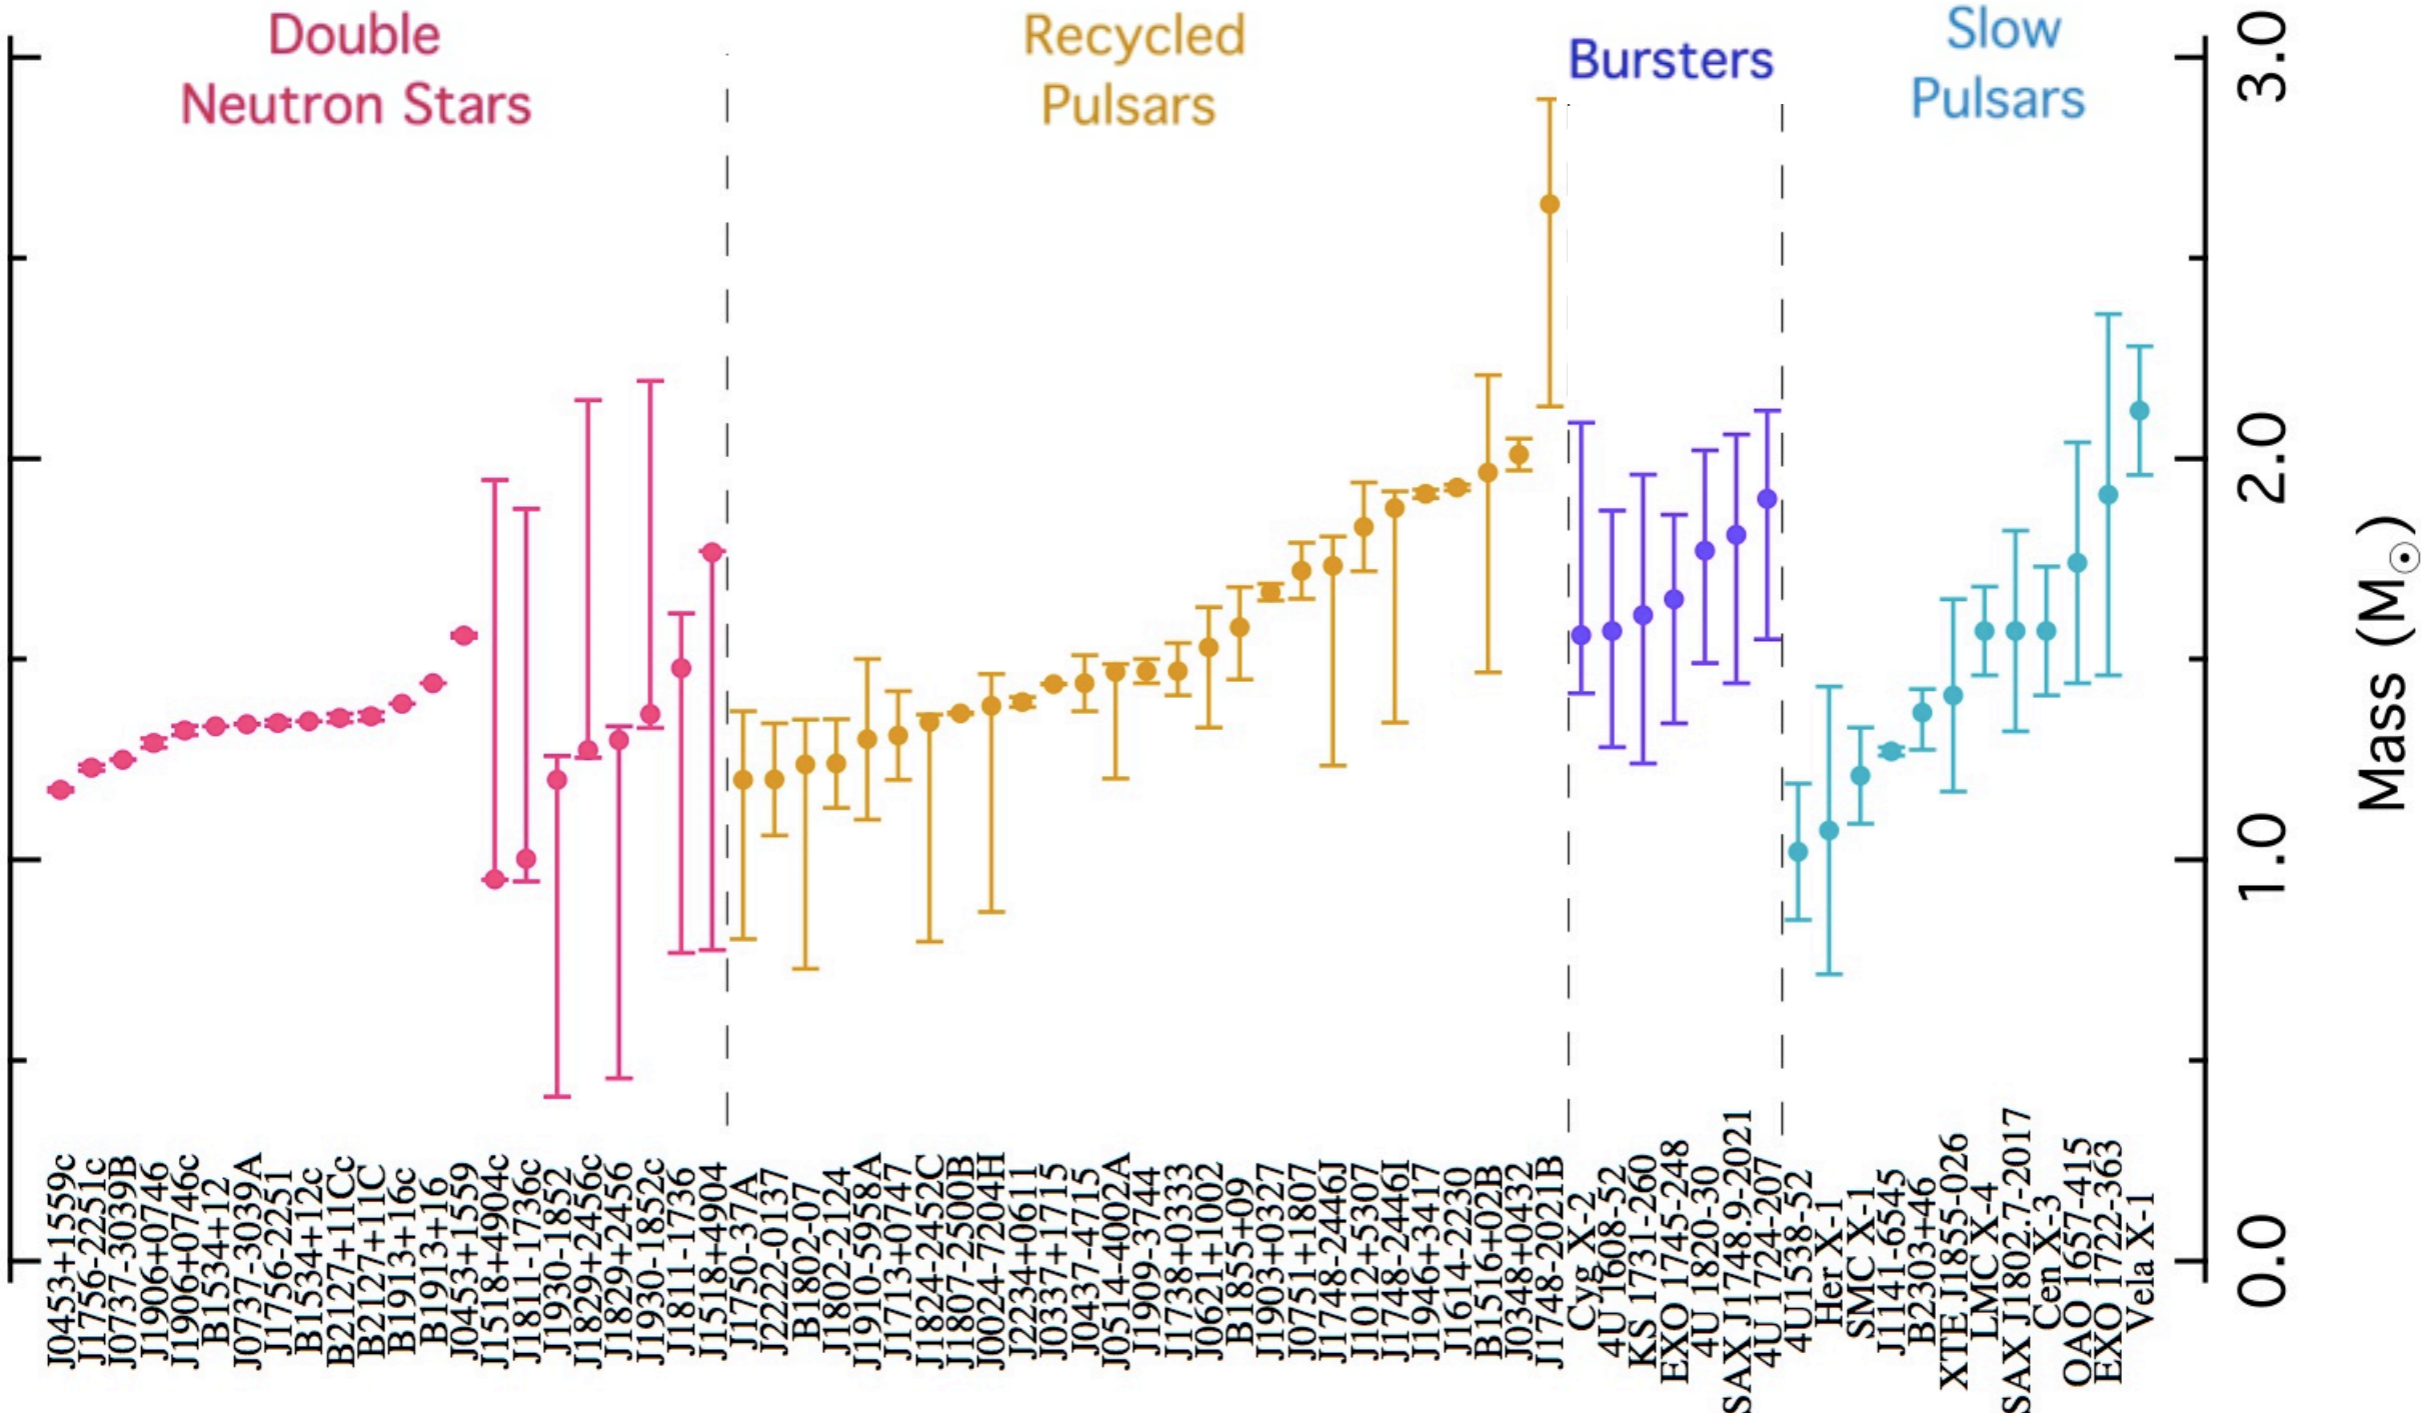 Double
Neutron Stars
Recycled
Pulsars
Bursters
Slow
Pulsars
3.0
2.0
1.0
0.0
Mass (M☉)
J0453+1559c
J1756-2251c
J0737-3039B
J1906+0746
J1906+0746c
B1534+12
J0737-3039A
J1756-2251
B1534+12c
B2127+11Cc
B2127+11C
B1913+16c
B1913+16
J0453+1559
J1518+4904c
J1811-1736c
J1930-1852
J1829+2456c
J1829+2456
J1930-1852c
J1811-1736
J1518+4904
J1750-37A
J2222-0137
B1802-07
J1802-2124
J1910-5958A
J1713+0747
J1824-2452C
J1807-2500B
J0024-7204H
J2234+0611
J0337+1715
J0437-4715
J0514-4002A
J1909-3744
J1738+0333
J0621+1002
B1855+09
J1903+0327
J0751+1807
J1748-2446J
J1012+5307
J1748-2446I
J1946+3417
J1614-2230
B1516+02B
J0348+0432
J1748-2021B
Cyg X-2
4U 1608-52
KS 1731-260
EXO 1745-248
4U 1820-30
SAX J1748.9-2021
4U 1724-207
4U1538-52
Her X-1
SMC X-1
J1141-6545
B2303+46
XTE J1855-026
LMC X-4
SAX J1802.7-2017
Cen X-3
OAO 1657-415
EXO 1722-363
Vela X-1